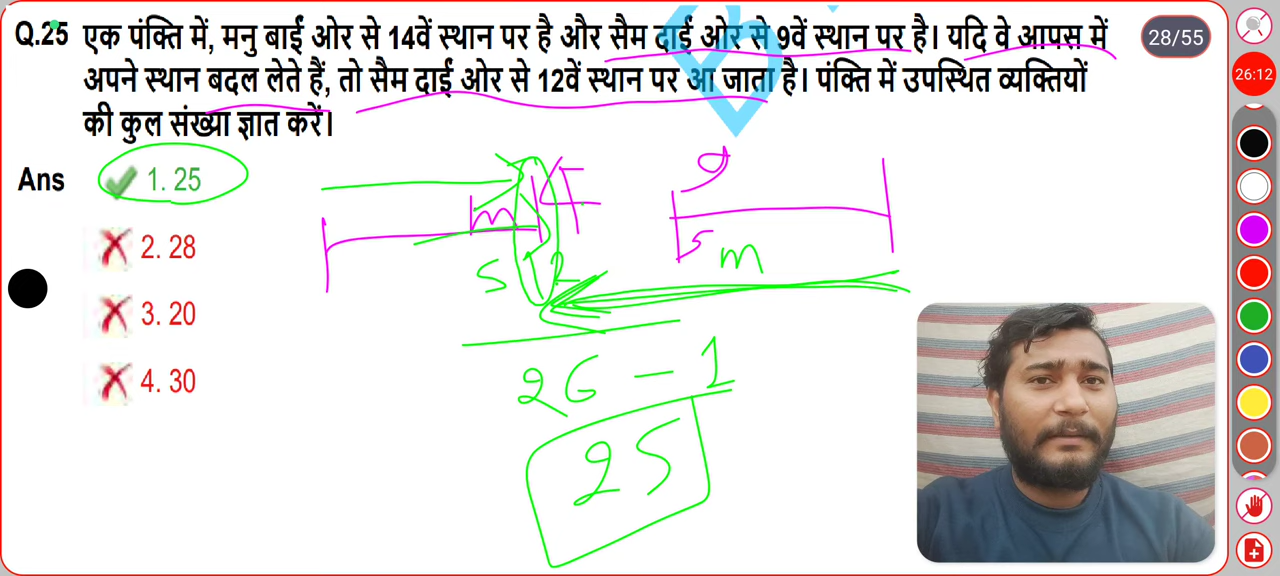 Q.25 एक पंक्ति में, मनु बाईं ओर से 14वें स्थान पर है और सैम दाईं ओर से 9वें स्थान पर है। यदि वे आपस में
अपने स्थान बदल लेते हैं, तो सैम दाईं ओर से 12वें स्थान पर आ जाता है। पंक्ति में उपस्थित व्यक्तियों
की कुल संख्या ज्ञात करें।
28/55
26:12
Ans 1. 25
2. 28
3. 20
4. 30
m 14 9
S 12 S m
26 - 1
25